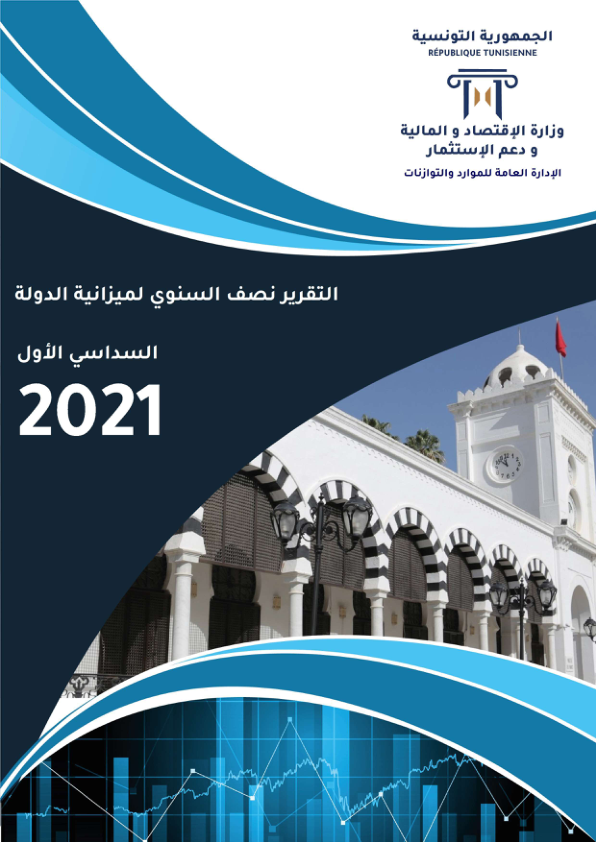 الجمهورية التونسية
RÉPUBLIQUE TUNISIENNE
وزارة الإقتصاد و المالية
و دعم الإستثمار
الإدارة العامة للموارد والتوازنات
التقرير نصف السنوي لميزانية الدولة
السداسي الأول
2021